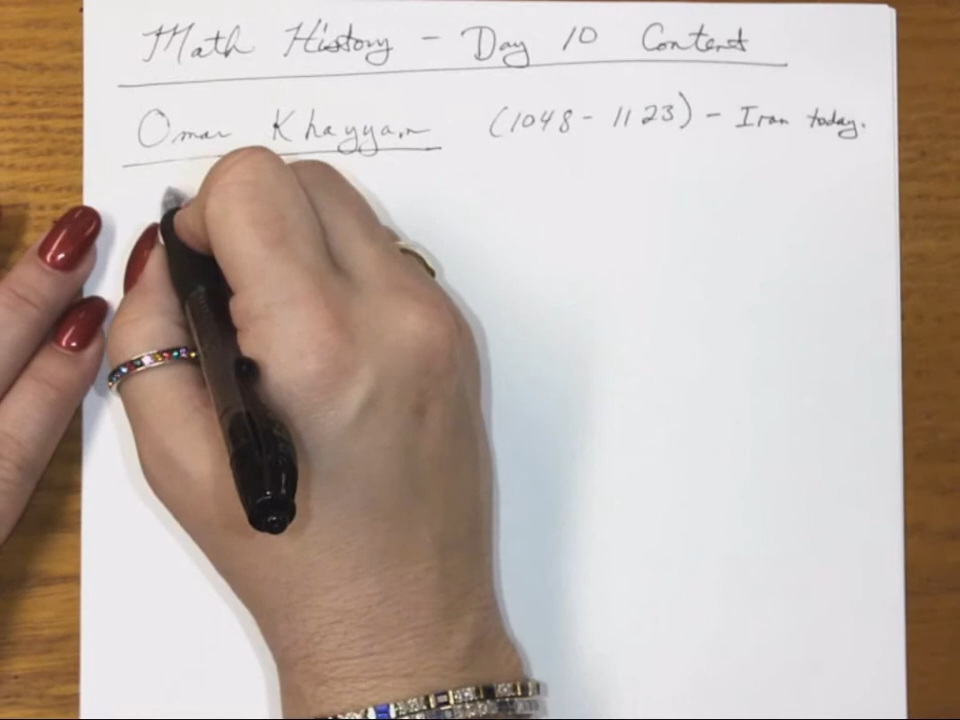 Math History - Day 10 Content
Omar Khayyam (1048 - 1123) - Iran today.